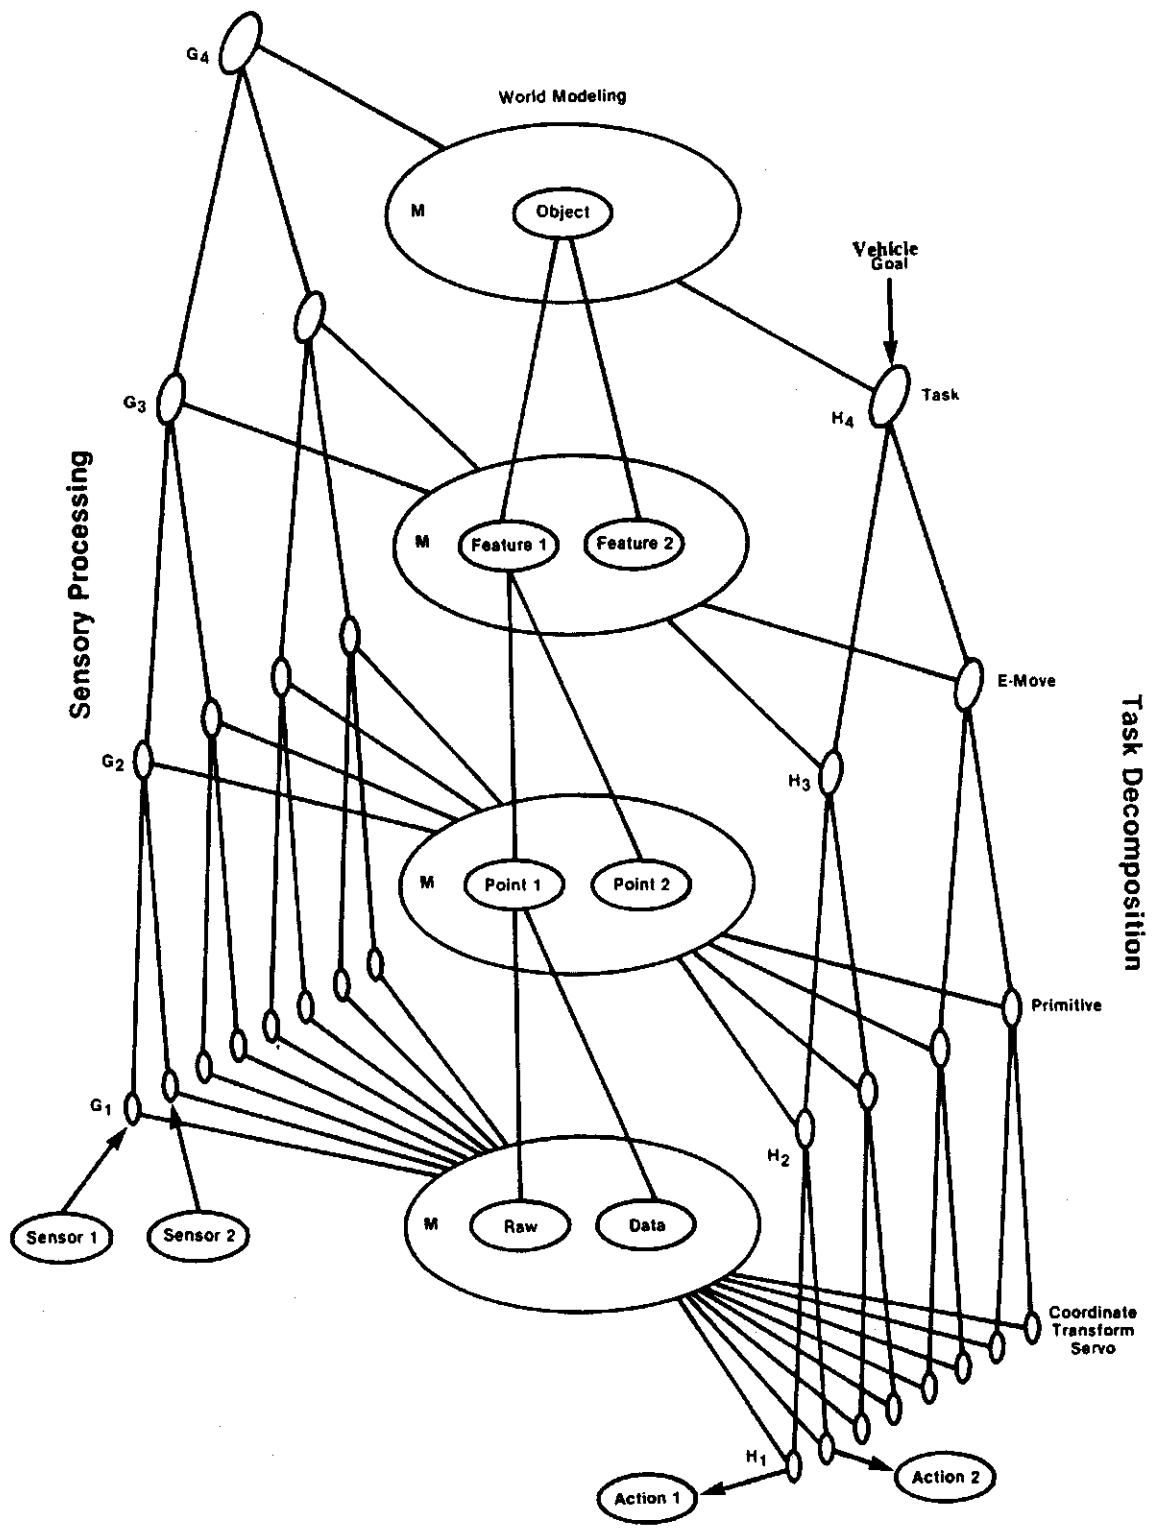 G4
World Modeling
M
Object
Vehicle
Goal
Task
H4
G3
Sensory Processing
M
Feature 1
Feature 2
E-Move
Task Decomposition
G2
H3
M
Point 1
Point 2
Primitive
G1
H2
M
Raw
Data
Sensor 1
Sensor 2
Coordinate
Transform
Servo
H1
Action 1
Action 2